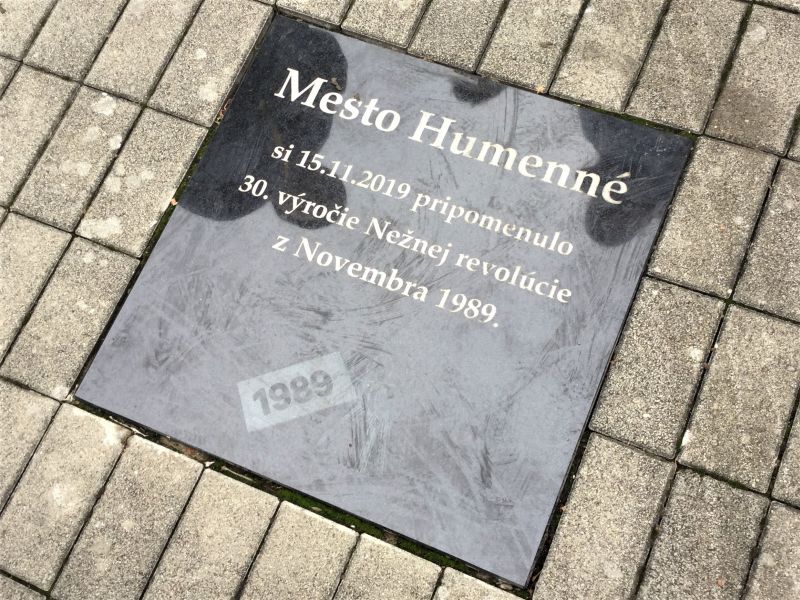 Mesto Humenné
si 15.11.2019 pripomenulo
30. výročie Nežnej revolúcie
z Novembra 1989.
1989